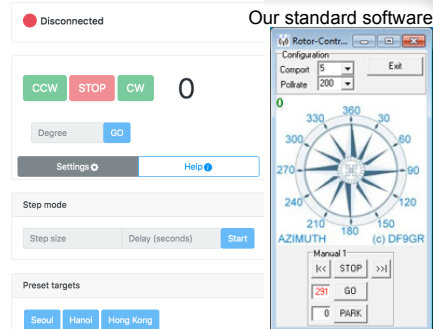 Disconnected
CCW STOP CW 0
Degree GO
Settings Help
Step mode
Step size Delay (seconds) Start
Preset targets
Seoul Hanoi Hong Kong
Our standard software
Rotor-Contr...
Configuration
Comport 5 Exit
Pollrate 200
0
360
330 30
300 60
270 90
240 120
210 150
180
AZIMUTH (c) DF9GR
Manual 1
|<< STOP >>|
291 GO
0 PARK